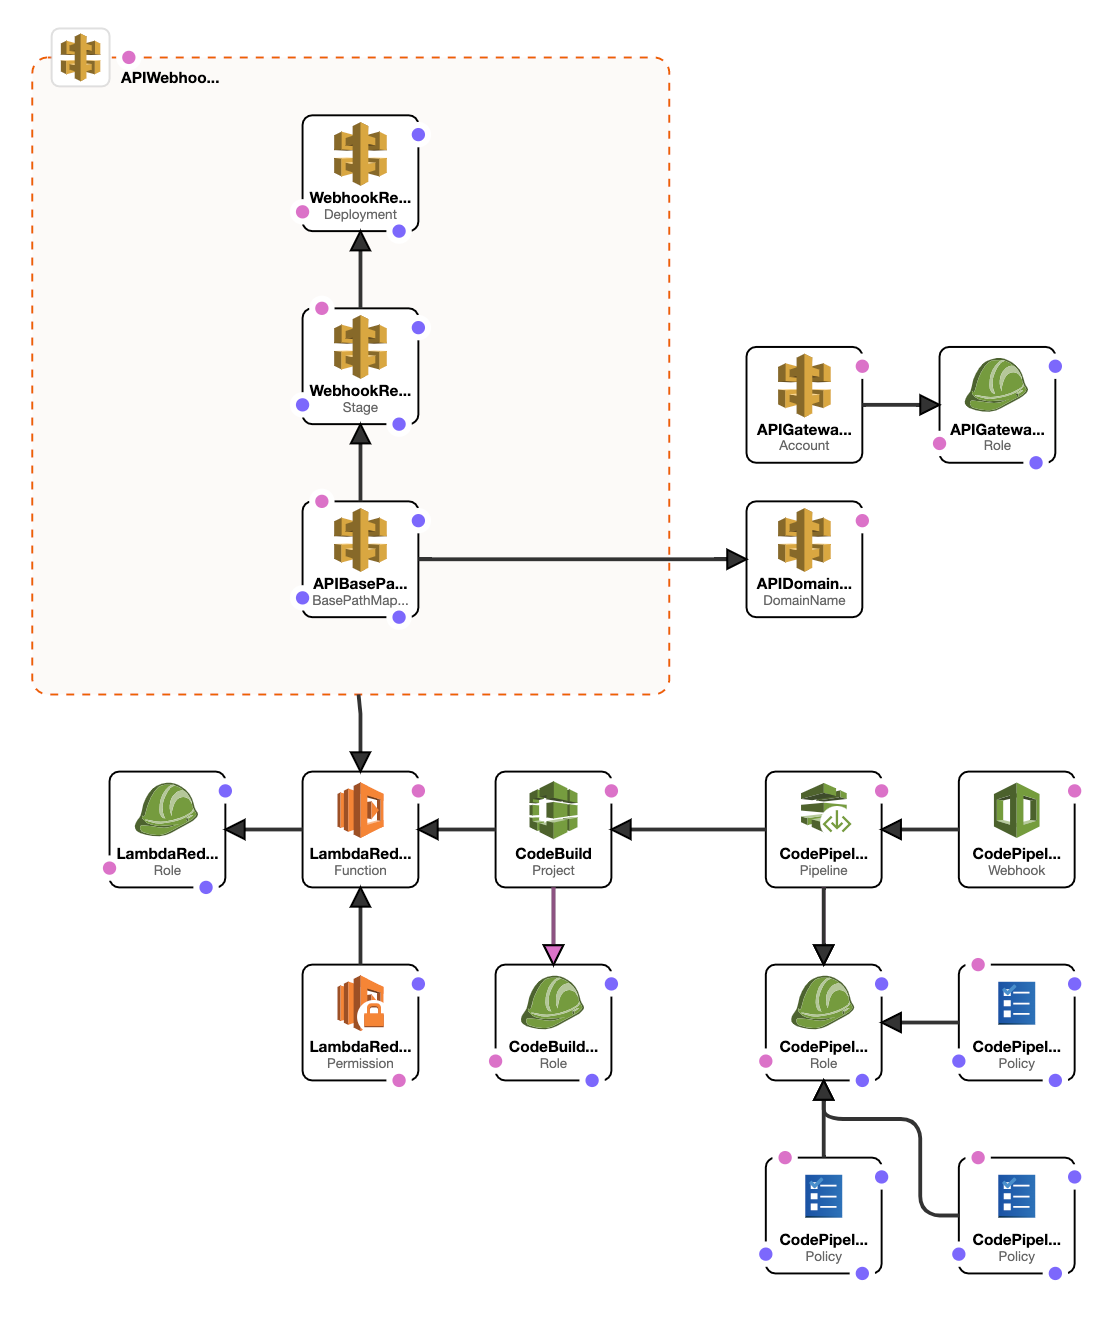 APIWebhoo...
WebhookRe...
Deployment
WebhookRe...
Stage
APIGatewa...
Account
APIGatewa...
Role
APIBasePa...
BasePathMap...
APIDomain...
DomainName
LambdaRed...
Role
LambdaRed...
Function
CodeBuild
Project
CodePipel...
Pipeline
CodePipel...
Webhook
LambdaRed...
Permission
CodeBuild...
Role
CodePipel...
Role
CodePipel...
Policy
CodePipel...
Policy
CodePipel...
Policy